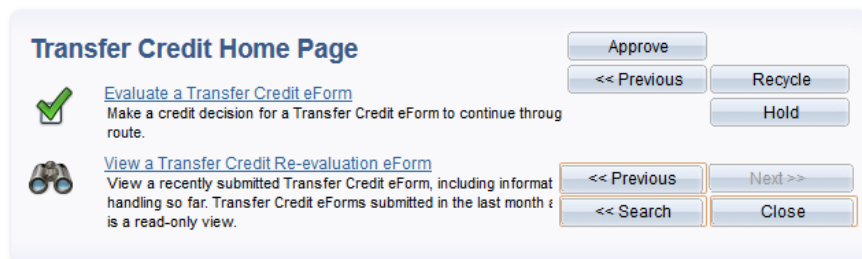 Transfer Credit Home Page
Approve
<< Previous
Recycle
Hold
Evaluate a Transfer Credit eForm
Make a credit decision for a Transfer Credit eForm to continue throug
route.
View a Transfer Credit Re-evaluation eForm
View a recently submitted Transfer Credit eForm, including informat
handling so far. Transfer Credit eForms submitted in the last month
is a read-only view.
<< Previous
Next >>
<< Search
Close